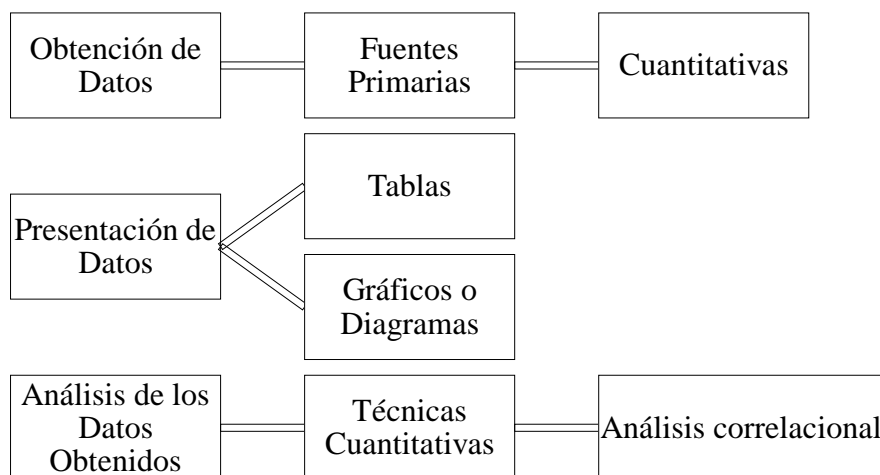 Obtención de
Datos
Fuentes
Primarias
Cuantitativas
Presentación de
Datos
Tablas
Gráficos o
Diagramas
Análisis de los
Datos
Obtenidos
Técnicas
Cuantitativas
Análisis correlacional